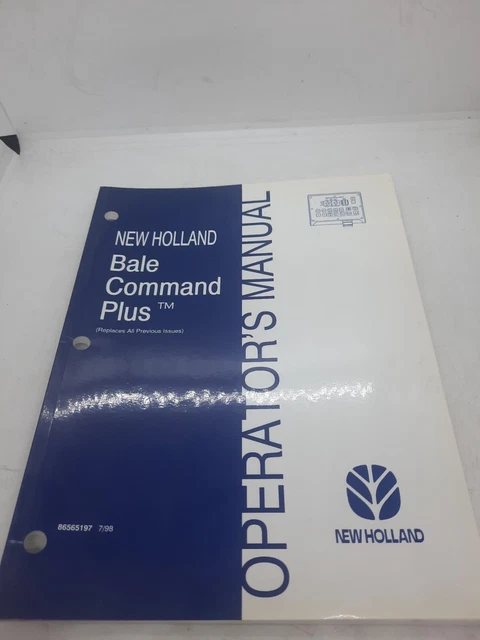 NEW HOLLAND
Bale
Command
Plus ™
(Replaces All Previous Issues)
86565197 7/98
OPERATOR'S MANUAL
NEW HOLLAND